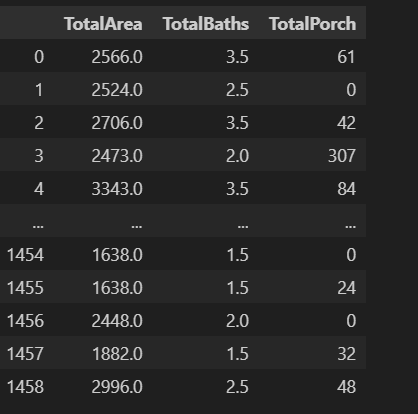 TotalArea TotalBaths TotalPorch
0 2566.0 3.5 61
1 2524.0 2.5 0
2 2706.0 3.5 42
3 2473.0 2.0 307
4 3343.0 3.5 84
... ... ... ...
1454 1638.0 1.5 0
1455 1638.0 1.5 24
1456 2448.0 2.0 0
1457 1882.0 1.5 32
1458 2996.0 2.5 48